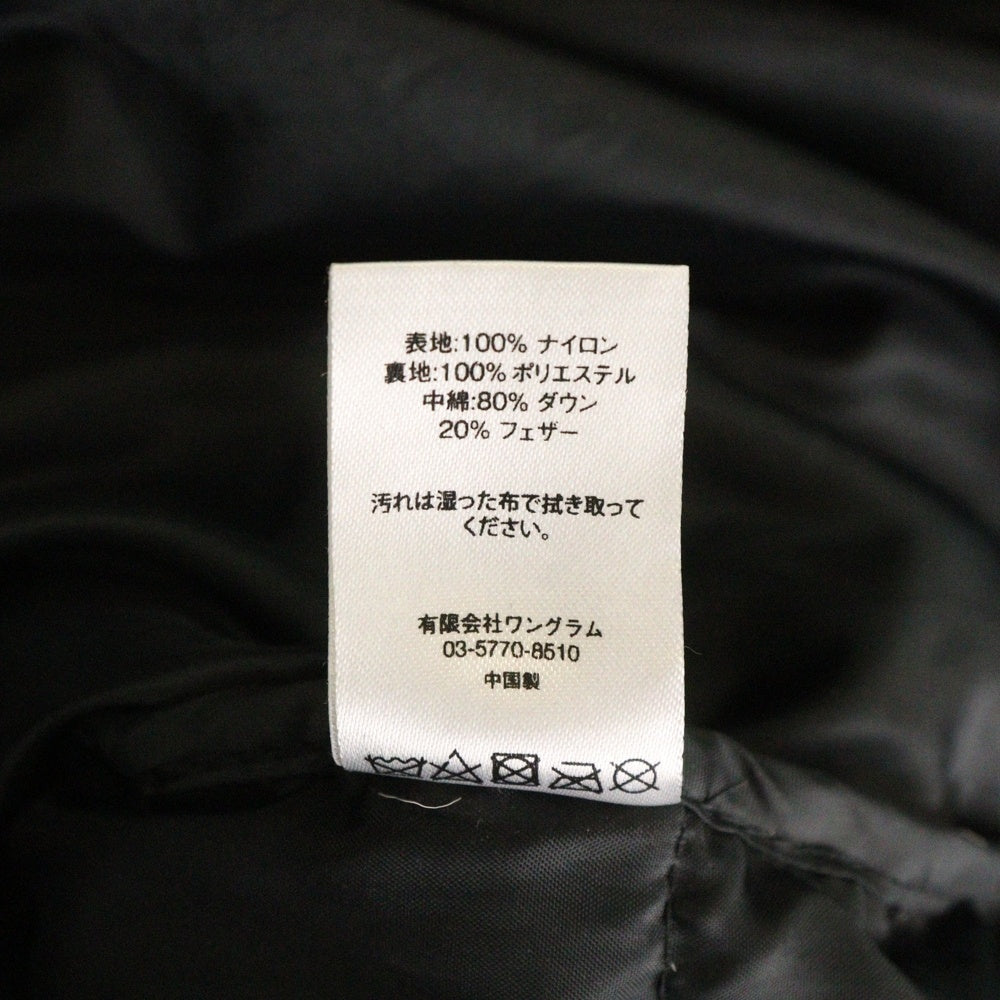 表地:100% ナイロン
裏地:100% ポリエステル
中綿:80% ダウン
20% フェザー
汚れは湿った布で拭き取って
ください。
有限会社ワングラム
03-5770-8510
中国製